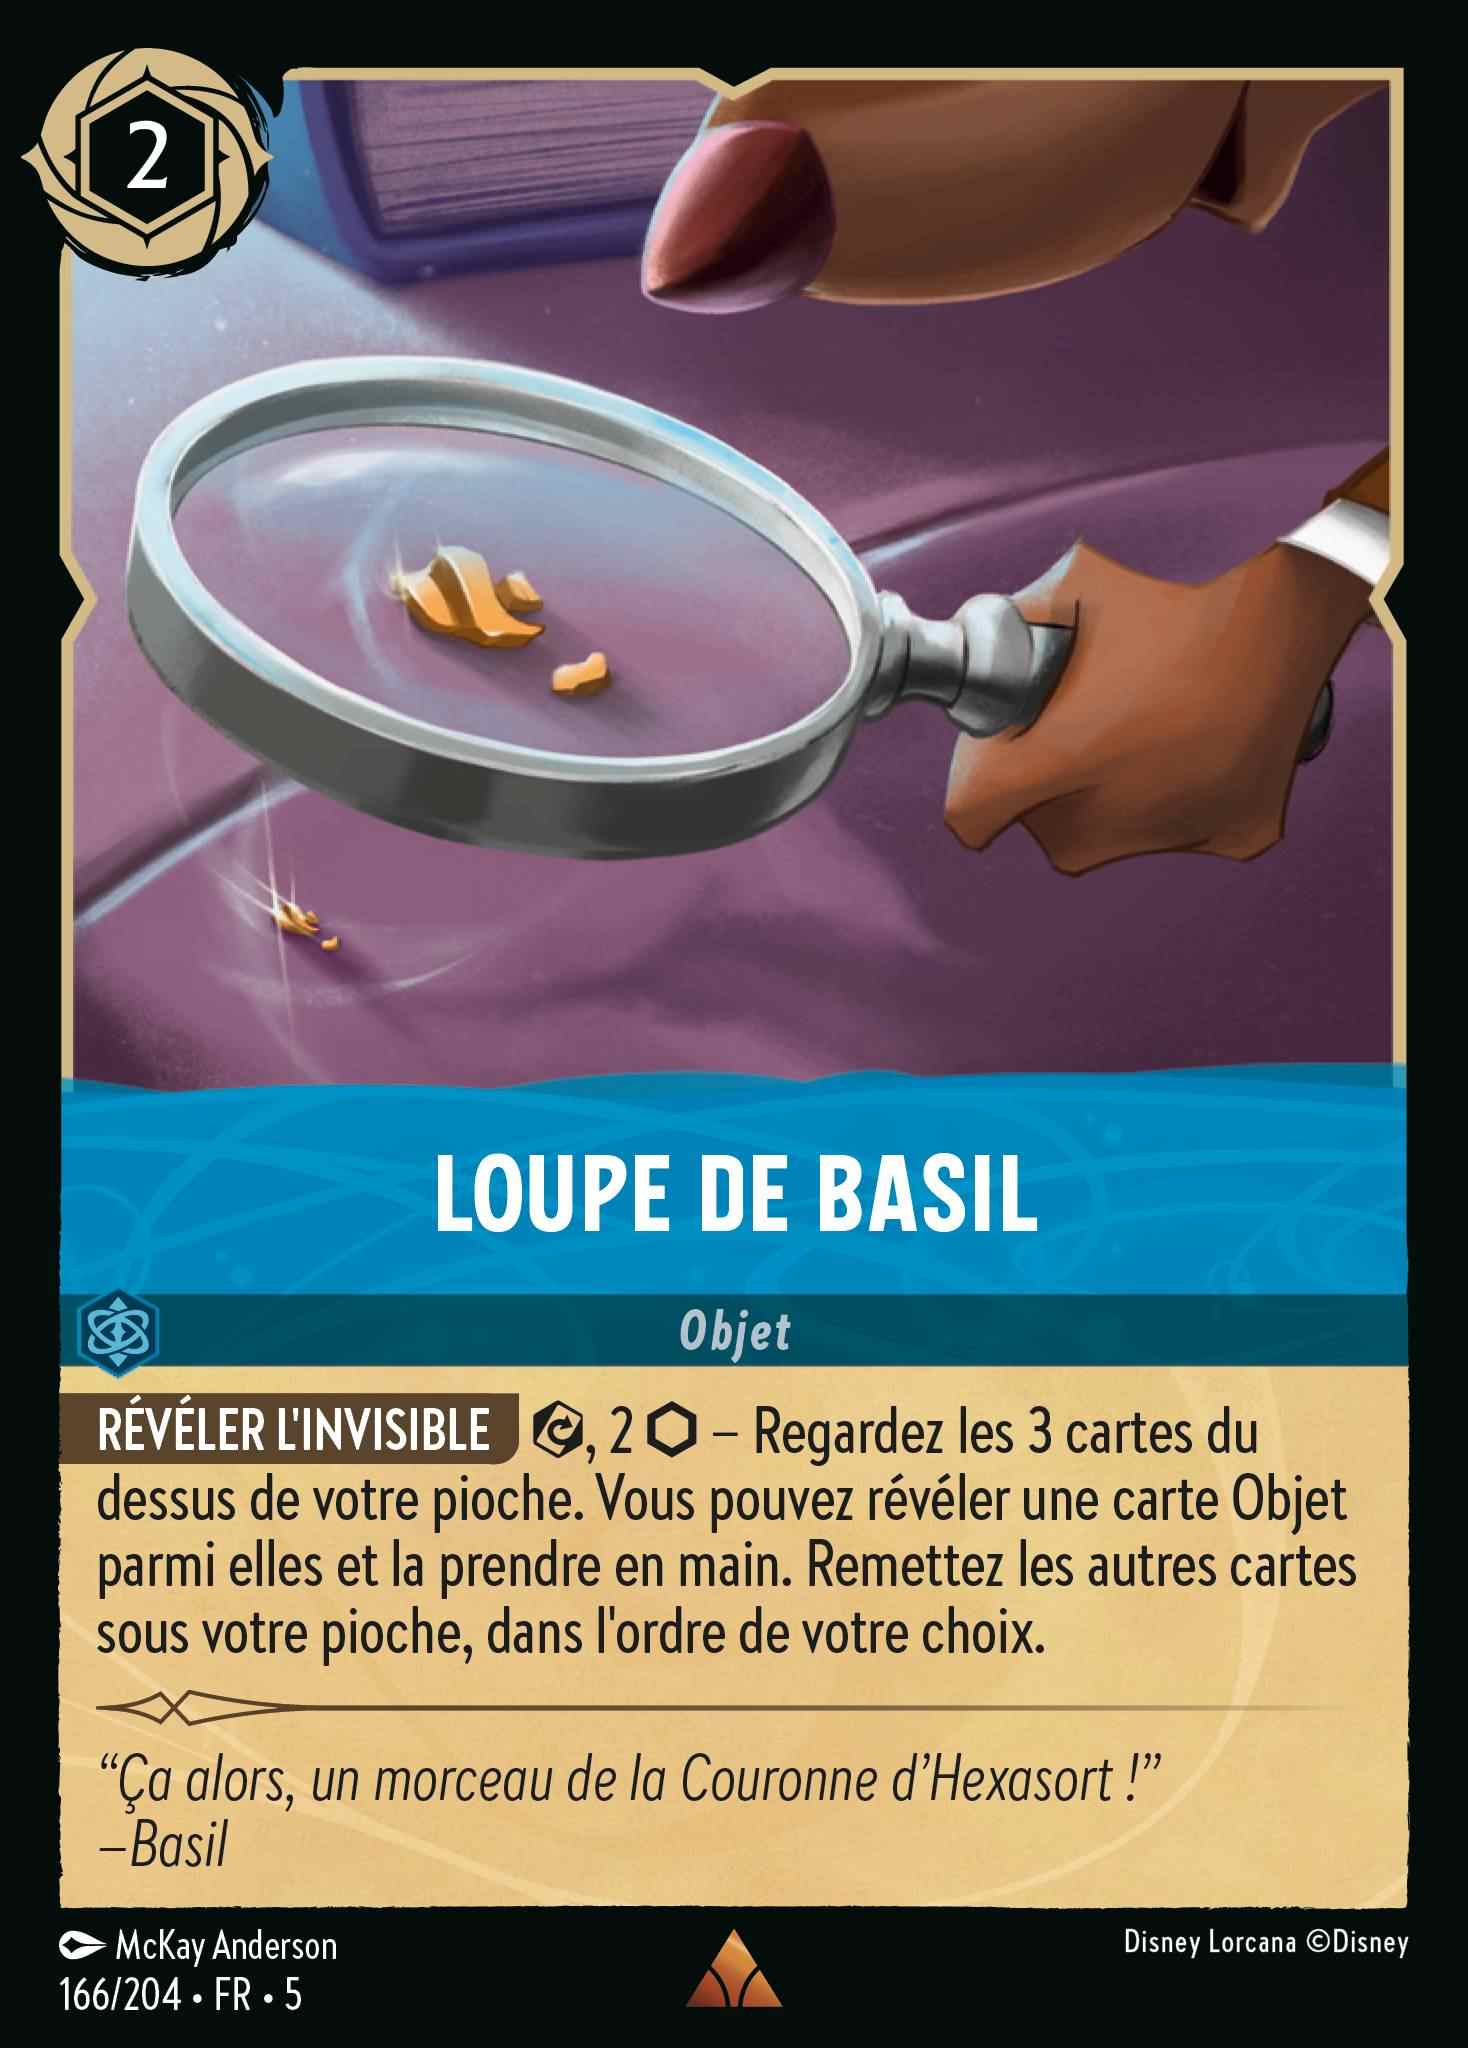 2
LOUPE DE BASIL
Objet
RÉVÉLER L'INVISIBLE , 2 – Regardez les 3 cartes du
dessus de votre pioche. Vous pouvez révéler une carte Objet
parmi elles et la prendre en main. Remettez les autres cartes
sous votre pioche, dans l'ordre de votre choix.
“Ça alors, un morceau de la Couronne d’Hexasort !”
–Basil
McKay Anderson
Disney Lorcana ©Disney
166/204 • FR • 5